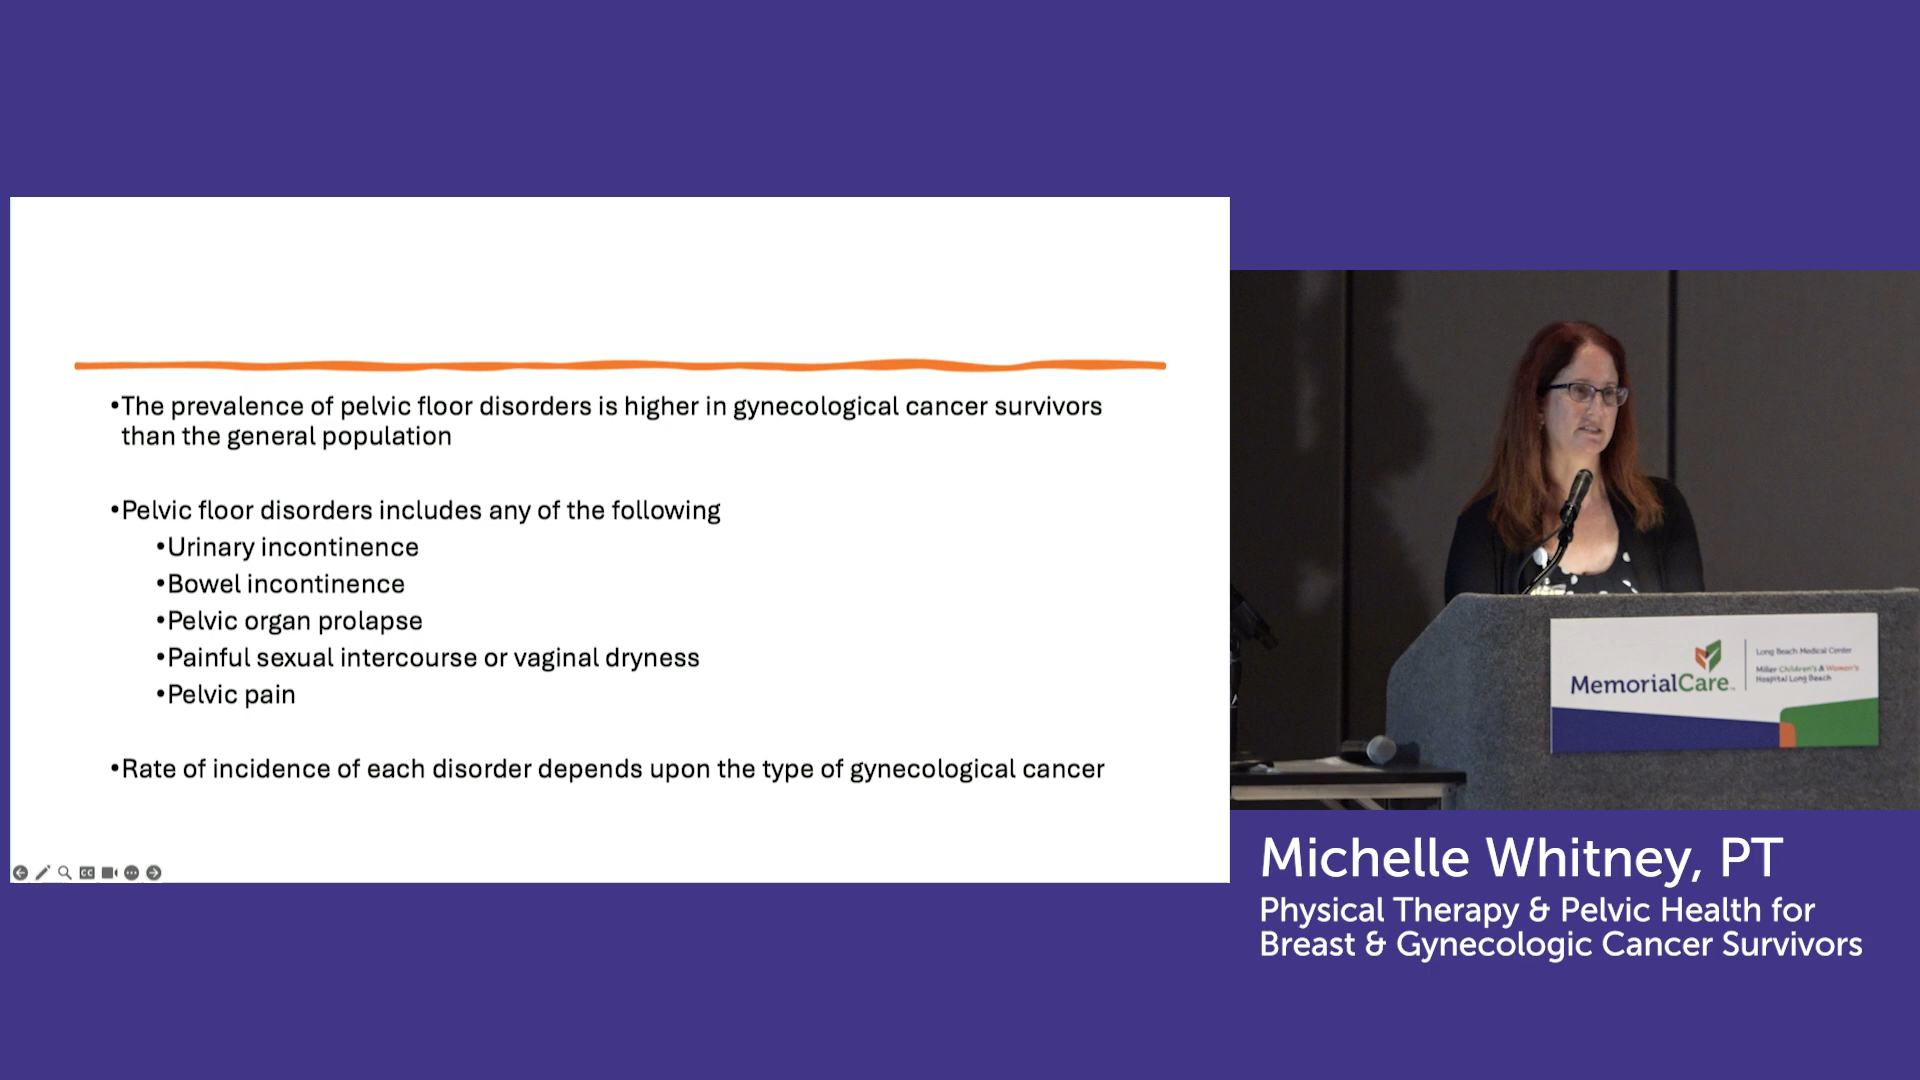 •The prevalence of pelvic floor disorders is higher in gynecological cancer survivors
than the general population
•Pelvic floor disorders includes any of the following
•Urinary incontinence
•Bowel incontinence
•Pelvic organ prolapse
•Painful sexual intercourse or vaginal dryness
•Pelvic pain
•Rate of incidence of each disorder depends upon the type of gynecological cancer
CC
MemorialCare™
Long Beach Medical Center
Miller Children's & Women's
Hospital Long Beach
Michelle Whitney, PT
Physical Therapy & Pelvic Health for
Breast & Gynecologic Cancer Survivors